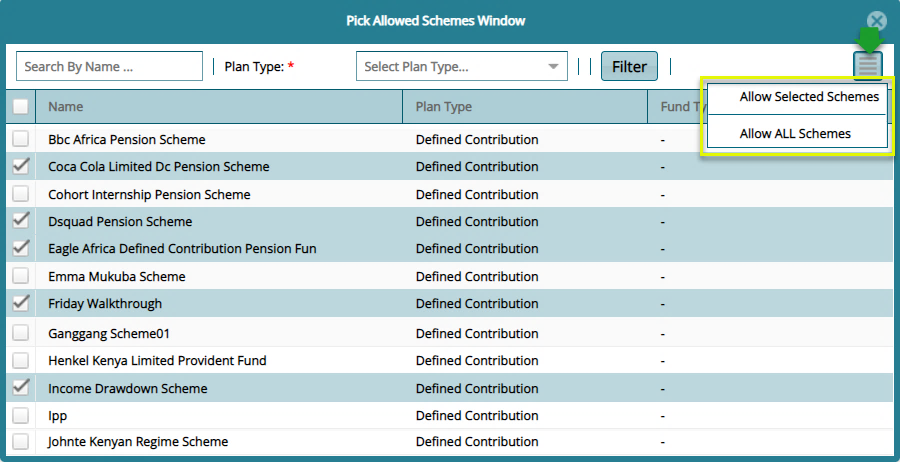 Pick Allowed Schemes Window
Search By Name ... Plan Type: * Select Plan Type... Filter
Allow Selected Schemes
Name Plan Type Fund Ty
Allow ALL Schemes
Bbc Africa Pension Scheme Defined Contribution -
Coca Cola Limited Dc Pension Scheme Defined Contribution -
Cohort Internship Pension Scheme Defined Contribution -
Dsquad Pension Scheme Defined Contribution -
Eagle Africa Defined Contribution Pension Fun Defined Contribution -
Emma Mukuba Scheme Defined Contribution -
Friday Walkthrough Defined Contribution -
Ganggang Scheme01 Defined Contribution -
Henkel Kenya Limited Provident Fund Defined Contribution -
Income Drawdown Scheme Defined Contribution -
Ipp Defined Contribution -
Johnte Kenyan Regime Scheme Defined Contribution -